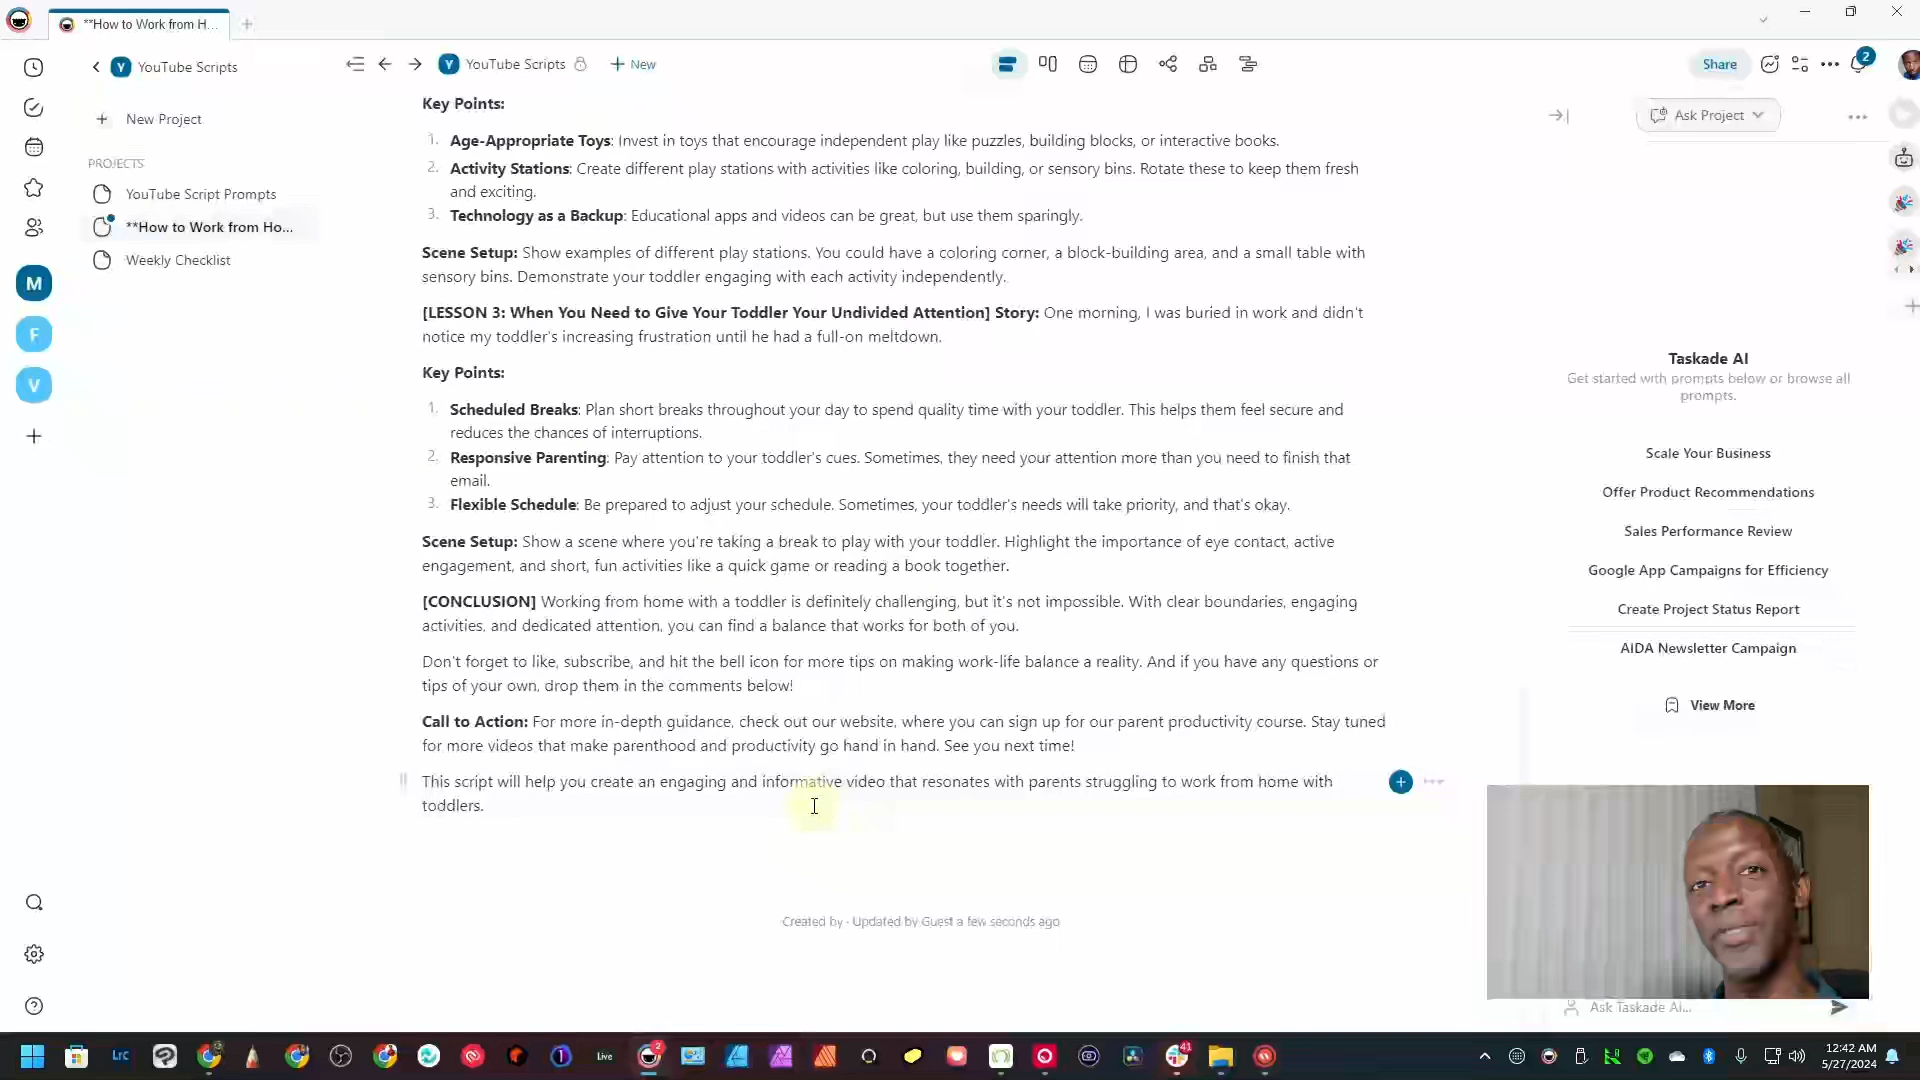 **How to Work from H...
YouTube Scripts
YouTube Scripts
New
Share
2
New Project
PROJECTS
YouTube Script Prompts
**How to Work from Ho...
Weekly Checklist
M
F
V
Key Points:
1. Age-Appropriate Toys: Invest in toys that encourage independent play like puzzles, building blocks, or interactive books.
2. Activity Stations: Create different play stations with activities like coloring, building, or sensory bins. Rotate these to keep them fresh
and exciting.
3. Technology as a Backup: Educational apps and videos can be great, but use them sparingly.
Scene Setup: Show examples of different play stations. You could have a coloring corner, a block-building area, and a small table with
sensory bins. Demonstrate your toddler engaging with each activity independently.
[LESSON 3: When You Need to Give Your Toddler Your Undivided Attention] Story: One morning, I was buried in work and didn't
notice my toddler's increasing frustration until he had a full-on meltdown.
Key Points:
1. Scheduled Breaks: Plan short breaks throughout your day to spend quality time with your toddler. This helps them feel secure and
reduces the chances of interruptions.
2. Responsive Parenting: Pay attention to your toddler's cues. Sometimes, they need your attention more than you need to finish that
email.
3. Flexible Schedule: Be prepared to adjust your schedule. Sometimes, your toddler's needs will take priority, and that's okay.
Scene Setup: Show a scene where you're taking a break to play with your toddler. Highlight the importance of eye contact, active
engagement, and short, fun activities like a quick game or reading a book together.
[CONCLUSION] Working from home with a toddler is definitely challenging, but it's not impossible. With clear boundaries, engaging
activities, and dedicated attention, you can find a balance that works for both of you.
Don't forget to like, subscribe, and hit the bell icon for more tips on making work-life balance a reality. And if you have any questions or
tips of your own, drop them in the comments below!
Call to Action: For more in-depth guidance, check out our website, where you can sign up for our parent productivity course. Stay tuned
for more videos that make parenthood and productivity go hand in hand. See you next time!
This script will help you create an engaging and informative video that resonates with parents struggling to work from home with
toddlers.
Created by · Updated by Guest a few seconds ago
Ask Project
Taskade AI
Get started with prompts below or browse all
prompts.
Scale Your Business
Offer Product Recommendations
Sales Performance Review
Google App Campaigns for Efficiency
Create Project Status Report
AIDA Newsletter Campaign
View More
Ask Taskade AI...
Lrc
Live
2
41
12:42 AM
5/27/2024